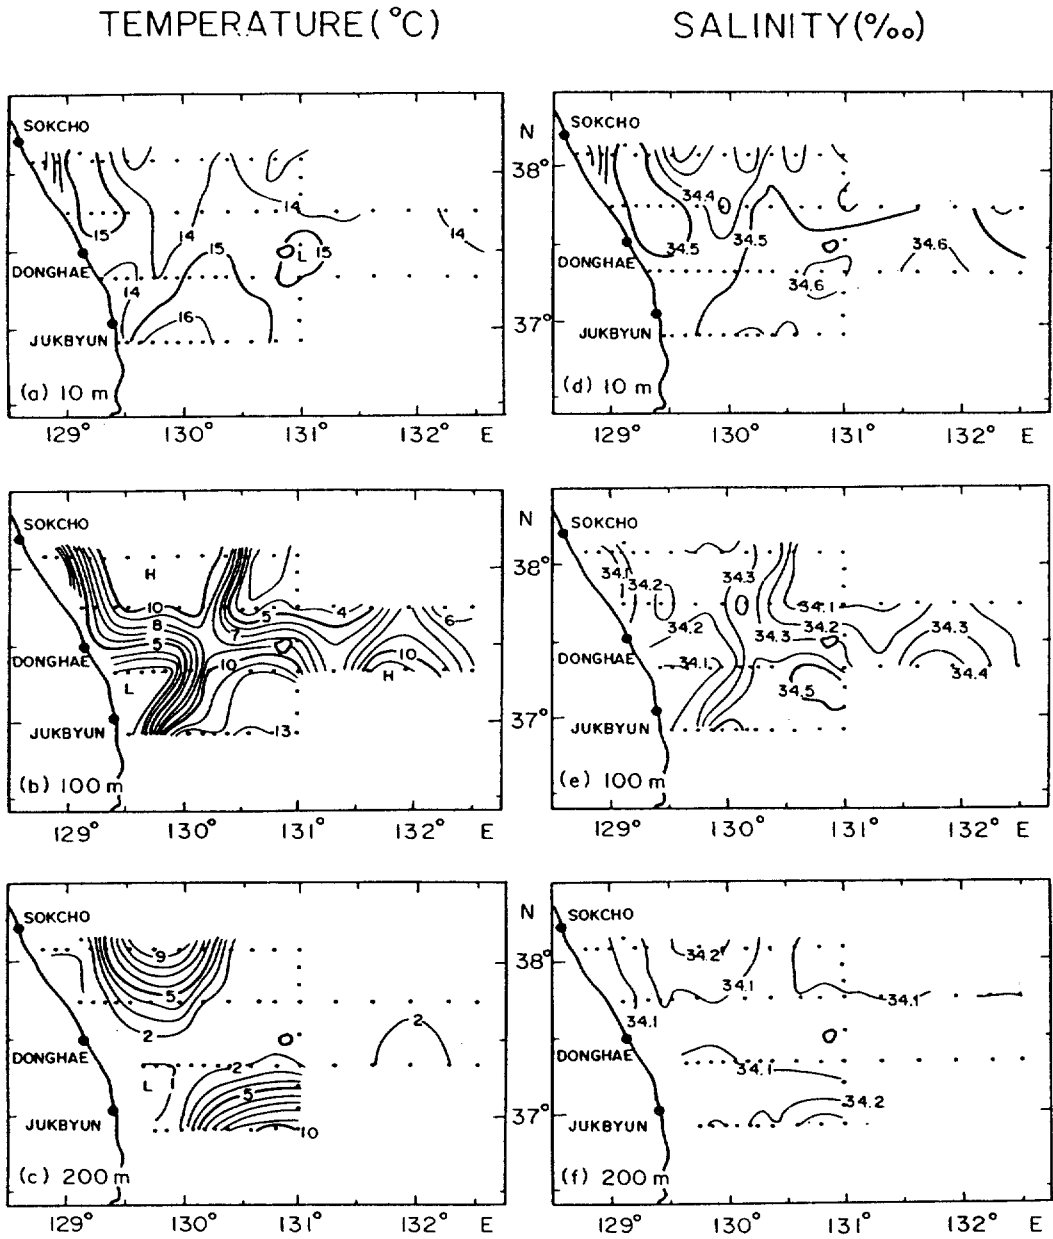 TEMPERATURE(°C)
SALINITY(‰)
SOKCHO
DONGHAE
JUKBYUN
15
14
15
14
14
L
15
14
16
(a) 10 m
129°
130°
131°
132°
E
N
38°
37°
SOKCHO
DONGHAE
JUKBYUN
34.4
34.5
34.5
34.6
34.6
(d) 10 m
129°
130°
131°
132°
E
SOKCHO
DONGHAE
JUKBYUN
H
10
8
5
7
5
4
6
10
10
H
L
13
(b) 100 m
129°
130°
131°
132°
E
N
38°
37°
SOKCHO
DONGHAE
JUKBYUN
34.1
34.2
34.3
34.1
34.2
34.2
34.3
34.3
34.1
34.5
34.4
(e) 100 m
129°
130°
131°
132°
E
SOKCHO
DONGHAE
JUKBYUN
9
5
2
2
2
L
5
10
(c) 200 m
129°
130°
131°
132°
E
N
38°
37°
SOKCHO
DONGHAE
JUKBYUN
34.2
34.1
34.1
34.1
34.1
34.2
(f) 200 m
129°
130°
131°
132°
E